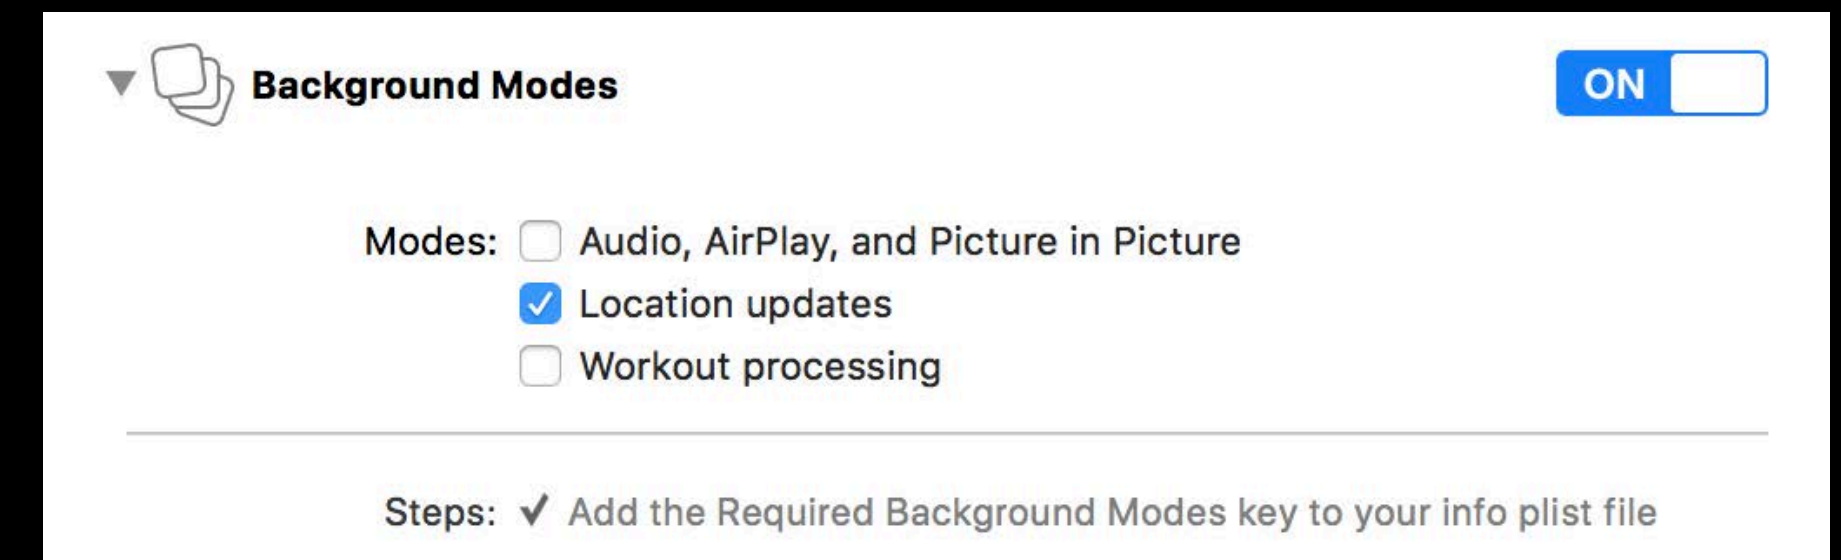 Background Modes ON
Modes: Audio, AirPlay, and Picture in Picture
Location updates
Workout processing
Steps: ✓ Add the Required Background Modes key to your info plist file